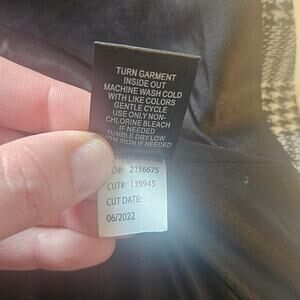 TURN GARMENT
INSIDE OUT
MACHINE WASH COLD
WITH LIKE COLORS
GENTLE CYCLE
USE ONLY NON-
CHLORINE BLEACH
IF NEEDED
TUMBLE DRY LOW
IRON IF NEEDED
2156675
CUT#: 139945
CUT DATE:
06/2022